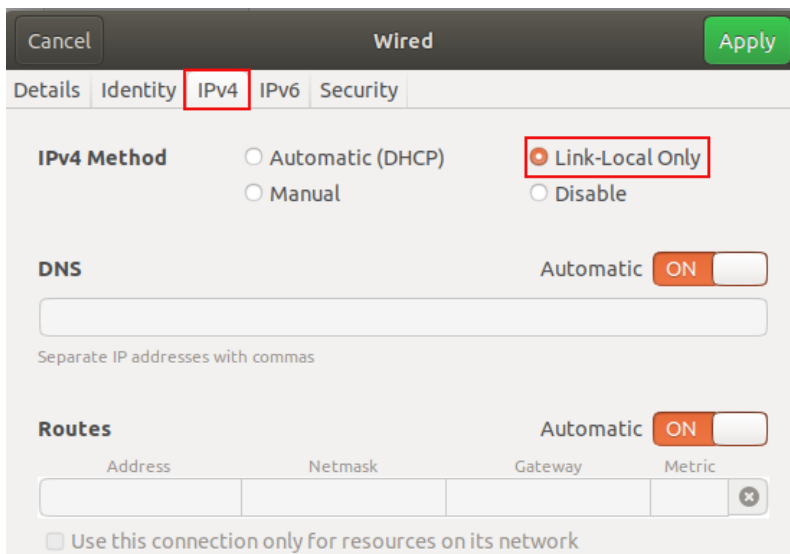 Cancel Wired Apply
Details Identity IPv4 IPv6 Security
IPv4 Method Automatic (DHCP) Link-Local Only
Manual Disable
DNS Automatic ON
Separate IP addresses with commas
Routes Automatic ON
Address Netmask Gateway Metric
Use this connection only for resources on its network